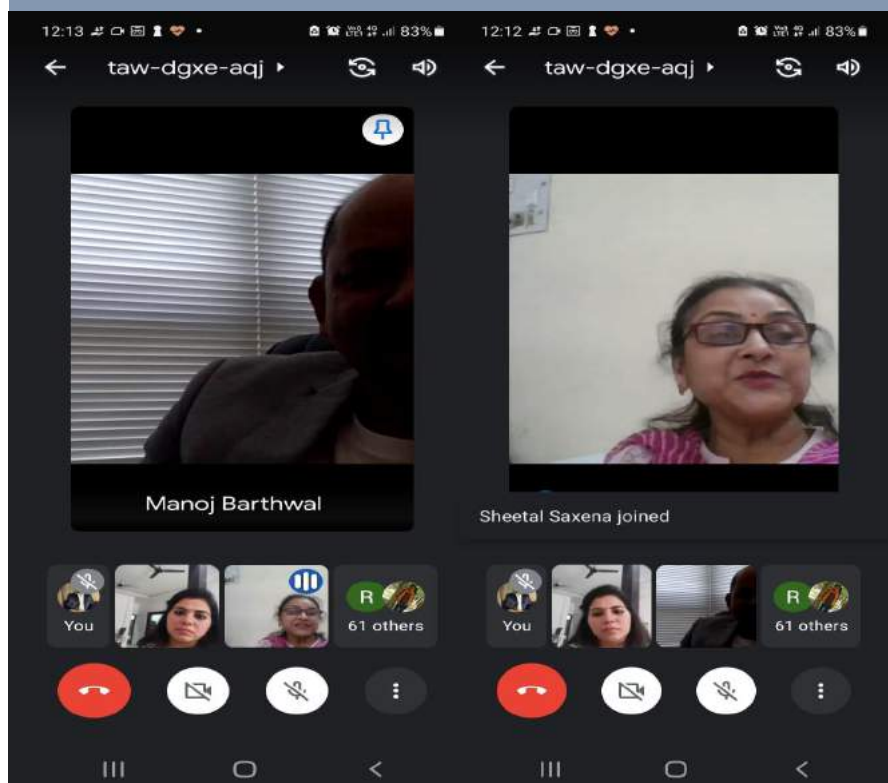 12:13
83%
taw-dgxe-aqj
Manoj Barthwal
You
R
61 others
12:12
83%
taw-dgxe-aqj
Sheetal Saxena joined
You
R
61 others